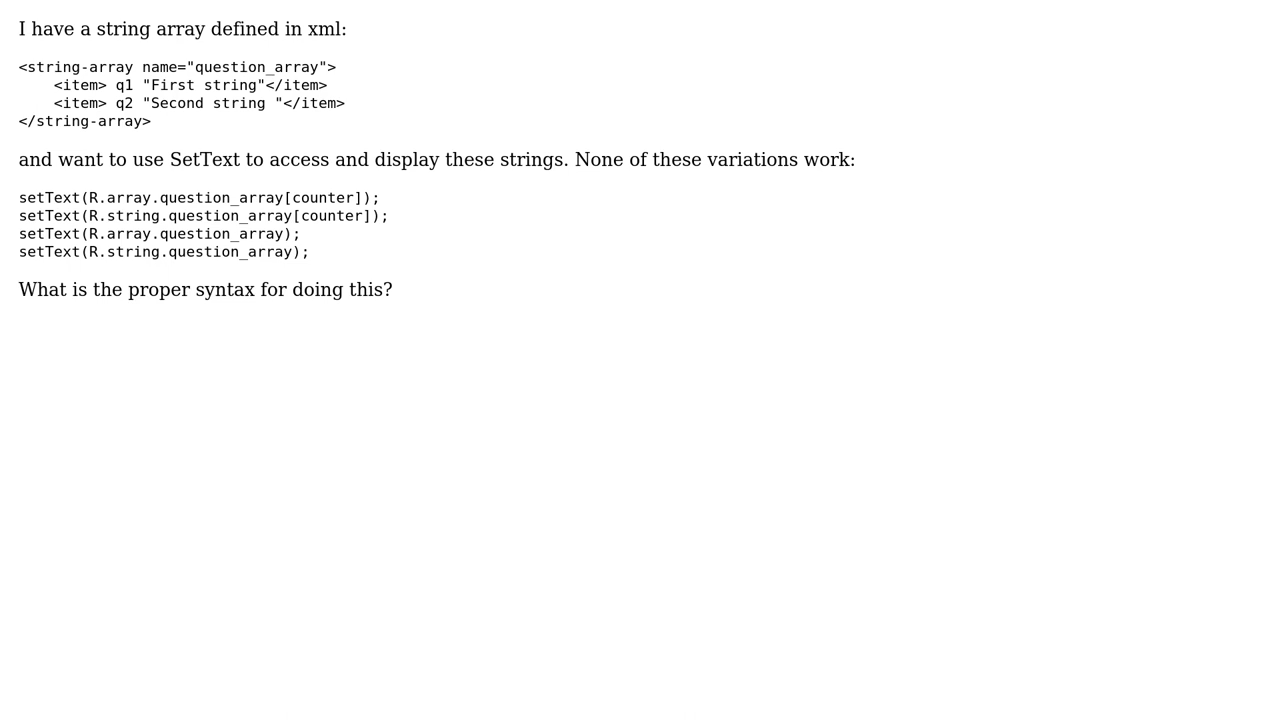 I have a string array defined in xml:
<string-array name="question_array">
    <item> q1 "First string"</item>
    <item> q2 "Second string "</item>
</string-array>
and want to use SetText to access and display these strings. None of these variations work:
setText(R.array.question_array[counter]);
setText(R.string.question_array[counter]);
setText(R.array.question_array);
setText(R.string.question_array);
What is the proper syntax for doing this?